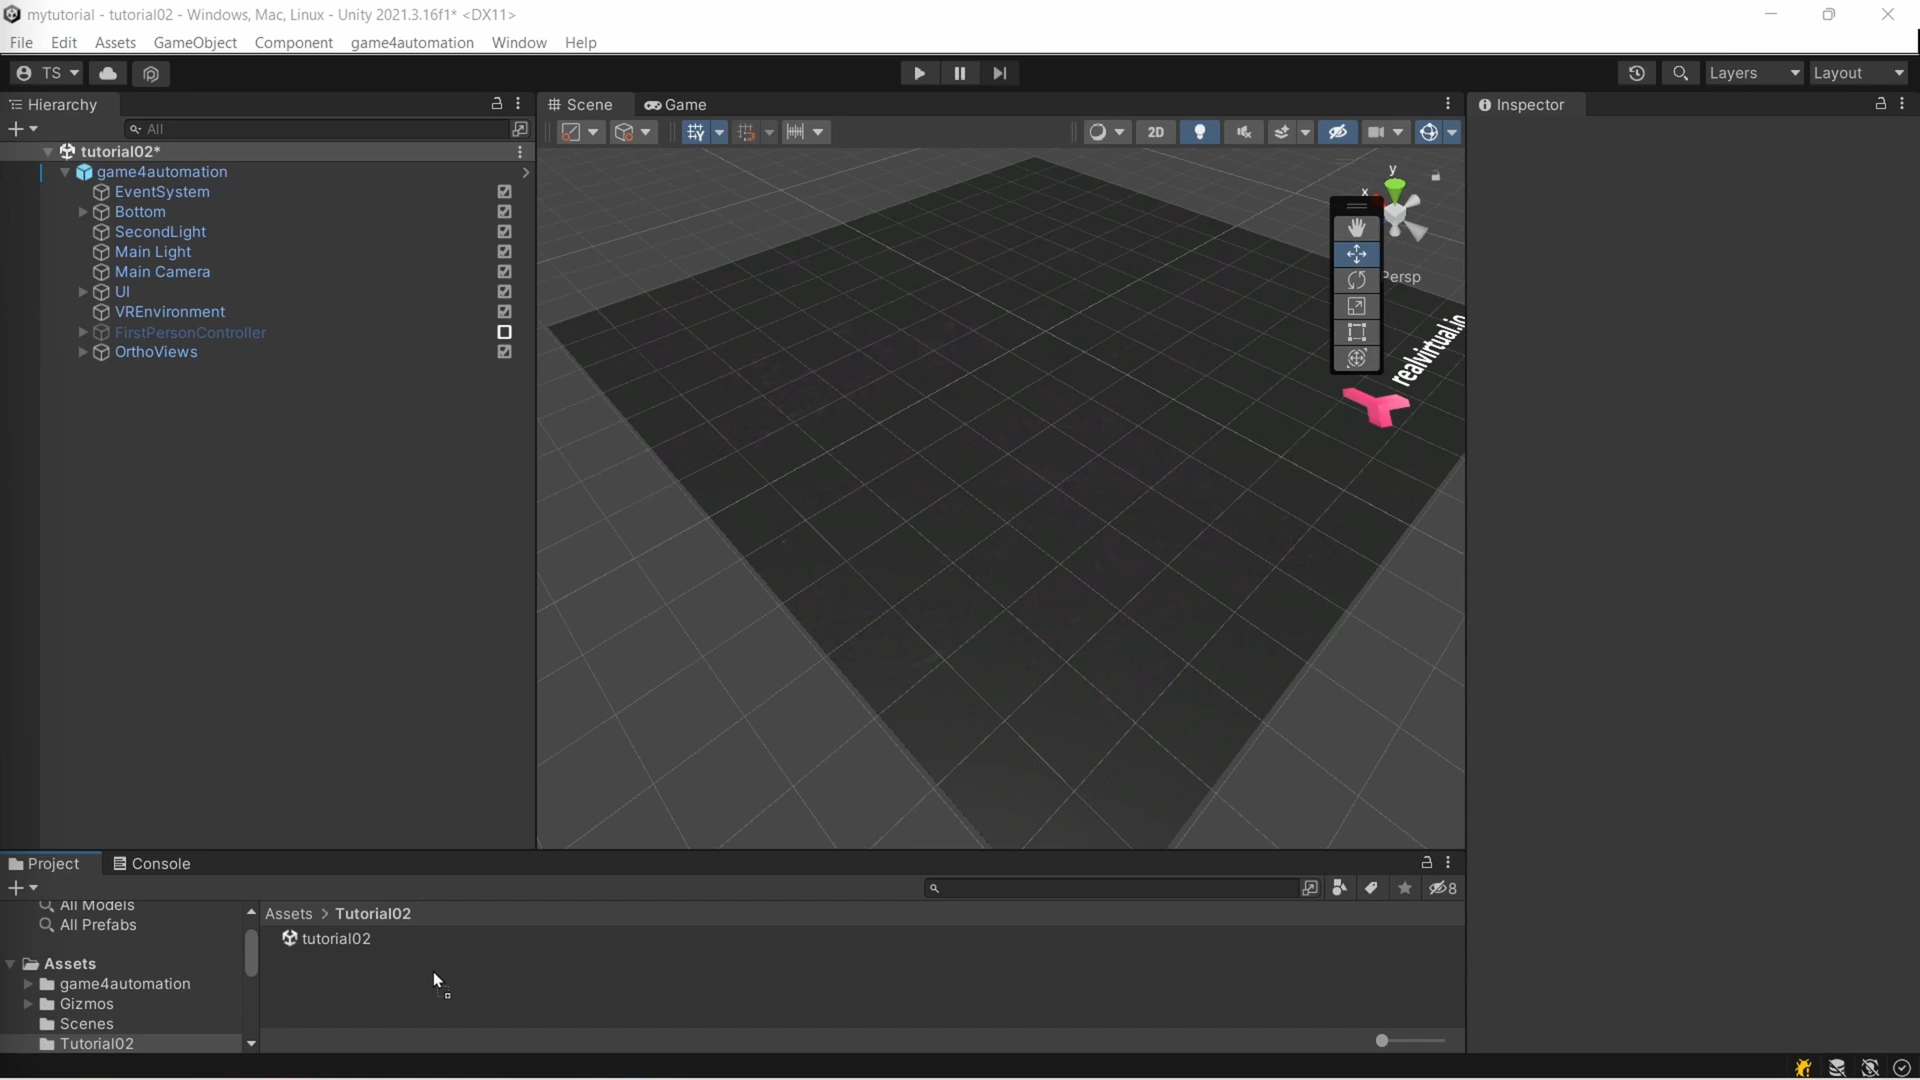 mytutorial - tutorial02 - Windows, Mac, Linux - Unity 2021.3.16f1* <DX11>
File Edit Assets GameObject Component game4automation Window Help
TS Layers Layout
Hierarchy Scene Game Inspector
All 2D
tutorial02*
game4automation
EventSystem
Bottom
SecondLight
Main Light
Main Camera
UI
VREnvironment
FirstPersonController
OrthoViews
y
x
Persp
realvirtual.io
Project Console
8
All Models
All Prefabs
Assets
game4automation
Gizmos
Scenes
Tutorial02
Assets > Tutorial02
tutorial02